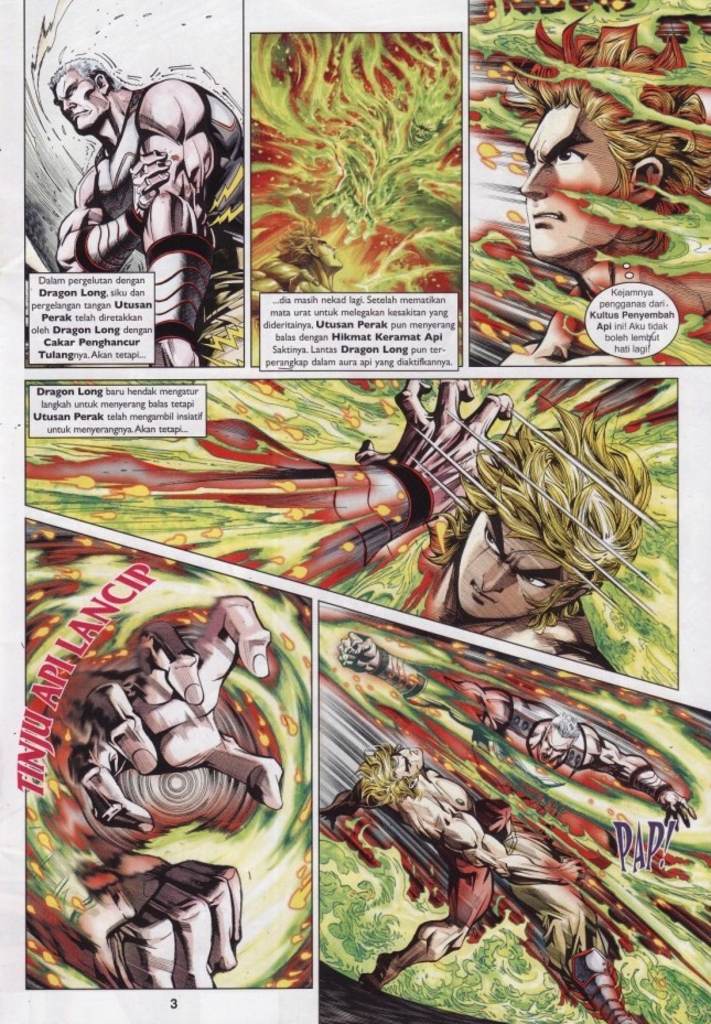 Dalam pergelutan dengan
Dragon Long, siku dan
pergelangan tangan Utusan
Perak telah diretakkan
oleh Dragon Long dengan
Cakar Penghancur
Tulangnya. Akan tetapi...
...dia masih nekad lagi. Setelah mematikan
mata urat untuk melegakan kesakitan yang
dideritainya, Utusan Perak pun menyerang
balas dengan Hikmat Keramat Api
Saktinya. Lantas Dragon Long pun ter-
perangkap dalam aura api yang diaktifkannya.
Kejamnya
pengganas dari
Kultus Penyembah
Api ini! Aku tidak
boleh lembut
hati lagi!
Dragon Long baru hendak mengatur
langkah untuk menyerang balas tetapi
Utusan Perak telah mengambil insiatif
untuk menyerangnya. Akan tetapi...
TINJU API LANCIP
PAP!
3